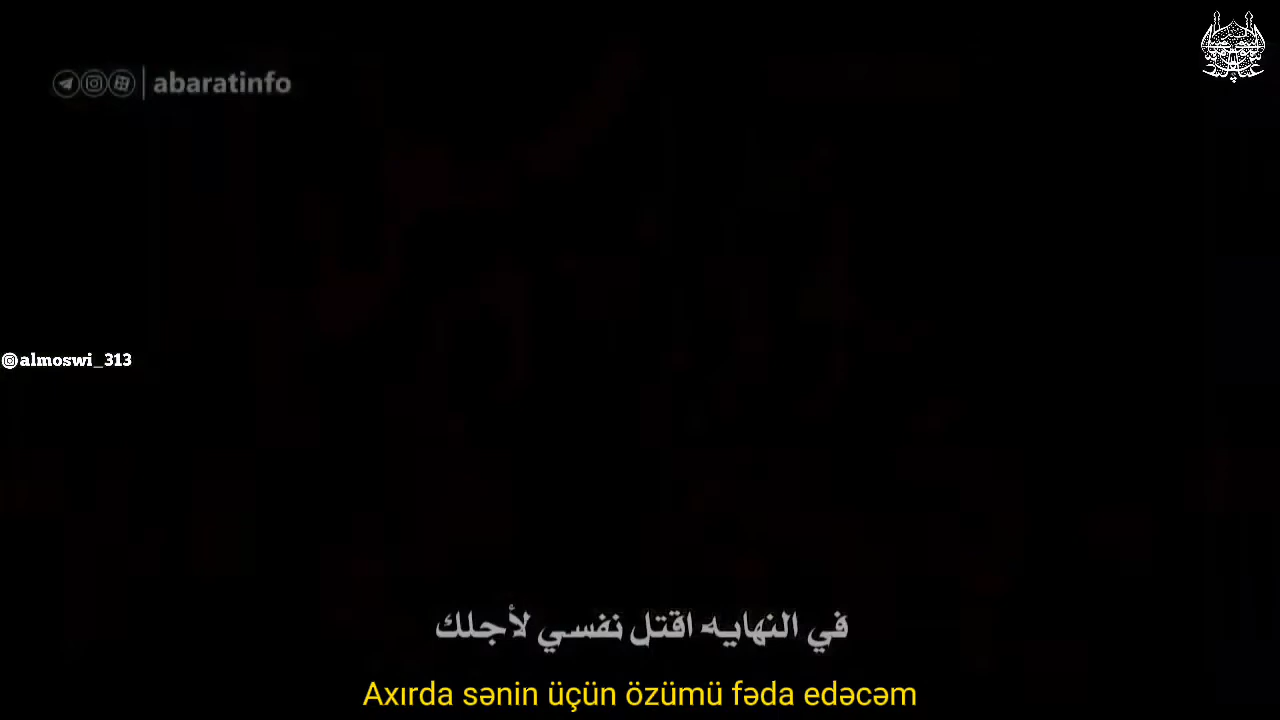 abaratinfo
@almoswi_313
في النهايه اقتل نفسي لأجلك
Axırda sənin üçün özümü fəda edəcəm